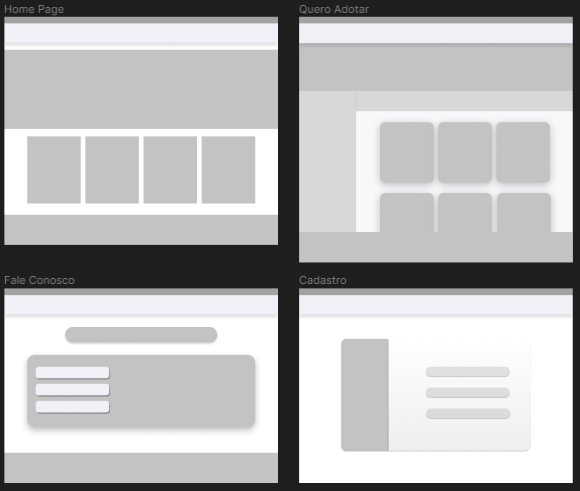 Home Page
Quero Adotar
Fale Conosco
Cadastro